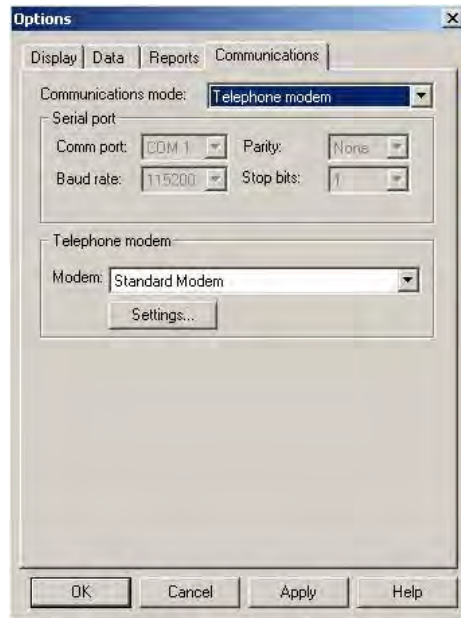 Options
Display Data Reports Communications
Communications mode: Telephone modem
Serial port
Comm port: COM 1 Parity: None
Baud rate: 115200 Stop bits: 1
Telephone modem
Modem: Standard Modem
Settings...
OK Cancel Apply Help